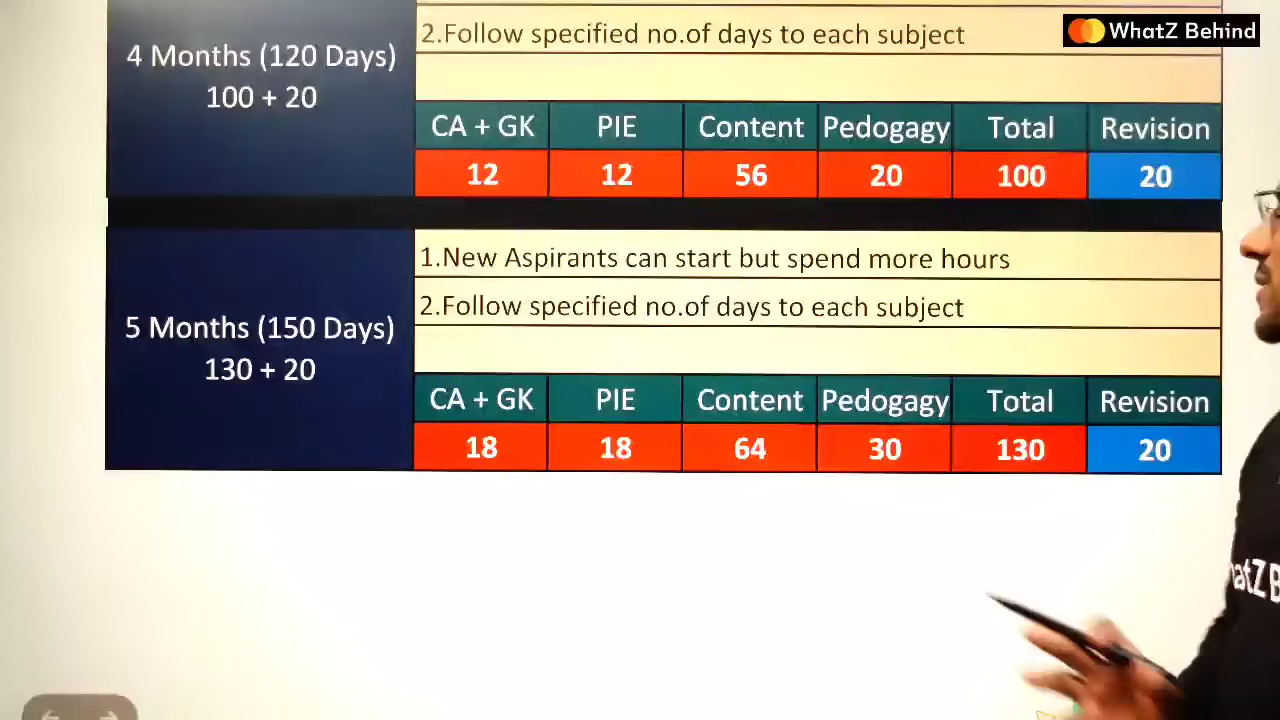 WhatZ Behind
4 Months (120 Days)
100 + 20
2.Follow specified no.of days to each subject
CA + GK PIE Content Pedogagy Total Revision
12 12 56 20 100 20
5 Months (150 Days)
130 + 20
1.New Aspirants can start but spend more hours
2.Follow specified no.of days to each subject
CA + GK PIE Content Pedogagy Total Revision
18 18 64 30 130 20
atZ B